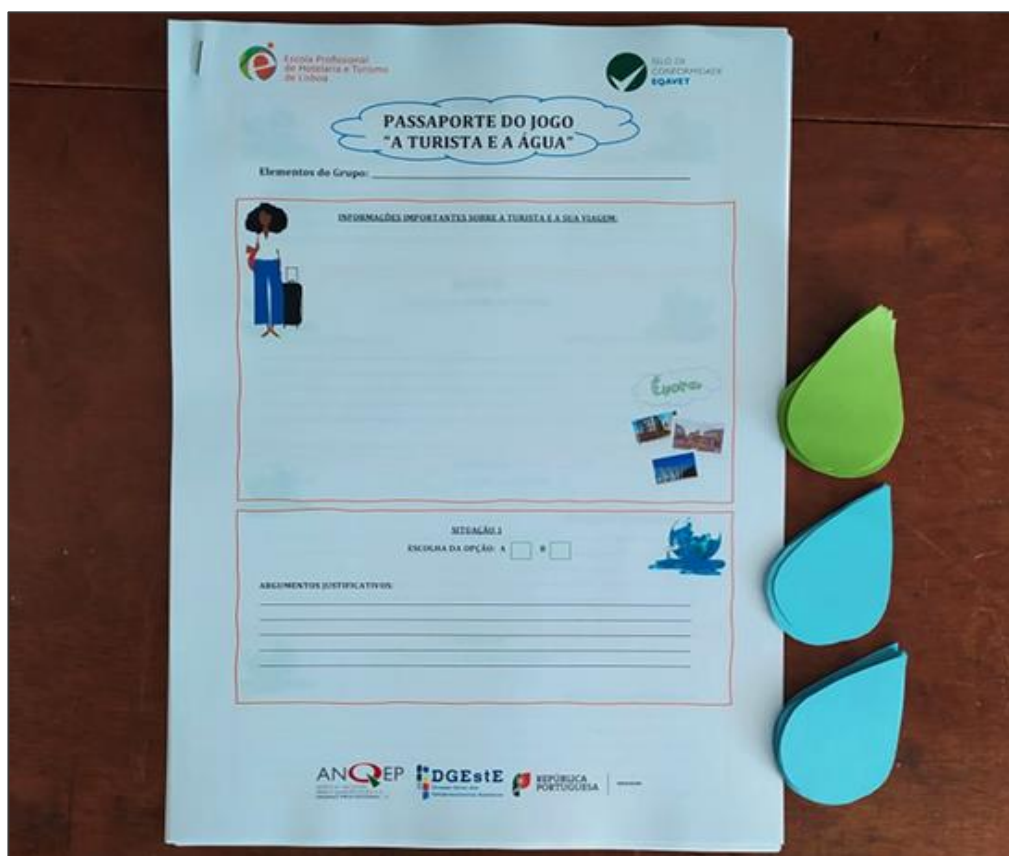 Escola Profissional
de Hotelaria e Turismo
de Lisboa
SELO DE
CONFORMIDADE
EQAVET
PASSAPORTE DO JOGO
"A TURISTA E A ÁGUA"
Elementos do Grupo:
INFORMAÇÕES IMPORTANTES SOBRE A TURISTA E A SUA VIAGEM:
SITUAÇÃO 1
ESCOLHA DA OPÇÃO: A B
ARGUMENTOS JUSTIFICATIVOS:
ANQEP
DGEstE
REPÚBLICA
PORTUGUESA